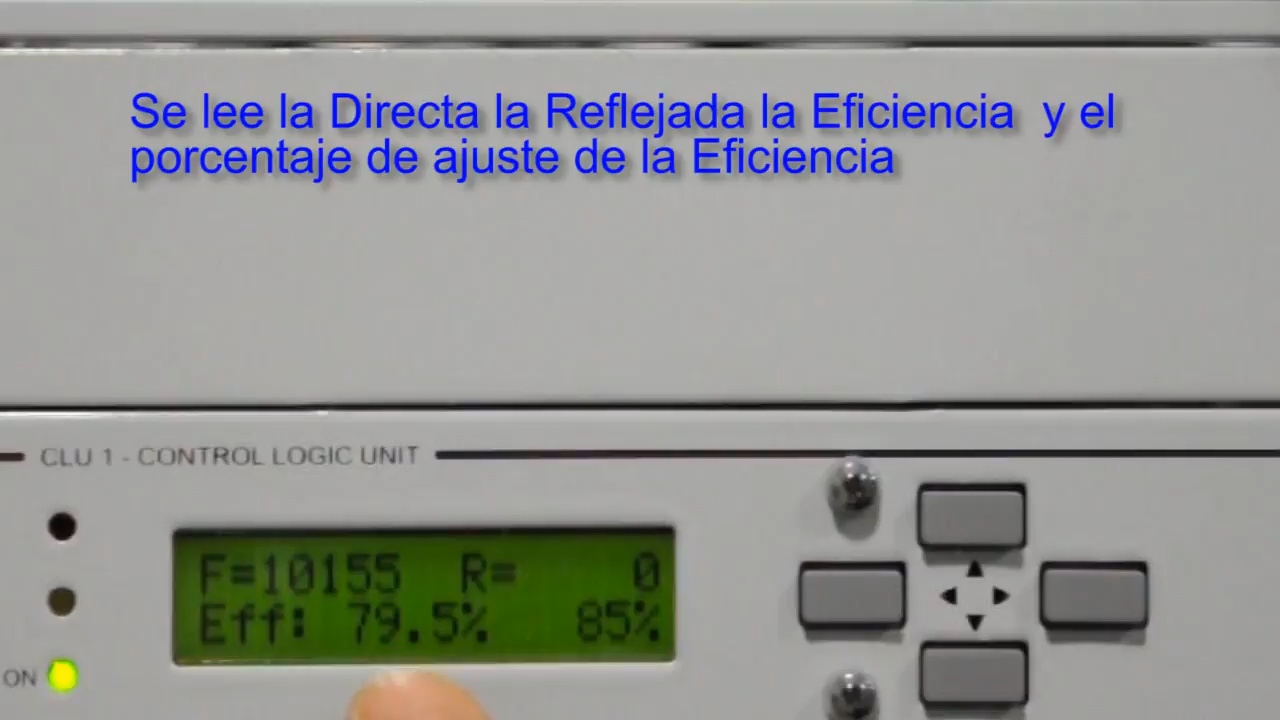 Se lee la Directa la Reflejada la Eficiencia y el
porcentaje de ajuste de la Eficiencia
CLU 1 - CONTROL LOGIC UNIT
F=10155 R= 0
Eff: 79.5% 85%
ON